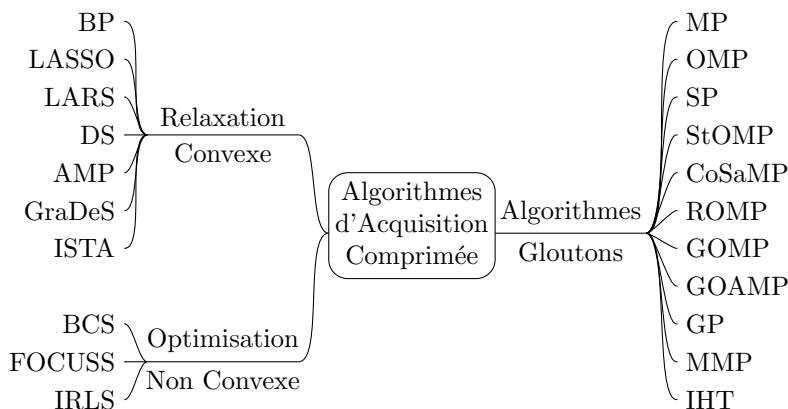 BP
LASSO
LARS
DS
AMP
GraDeS
ISTA
Relaxation
Convexe
BCS
FOCUSS
IRLS
Optimisation
Non Convexe
Algorithmes
d'Acquisition
Comprimée
Algorithmes
Gloutons
MP
OMP
SP
StOMP
CoSaMP
ROMP
GOMP
GOAMP
GP
MMP
IHT